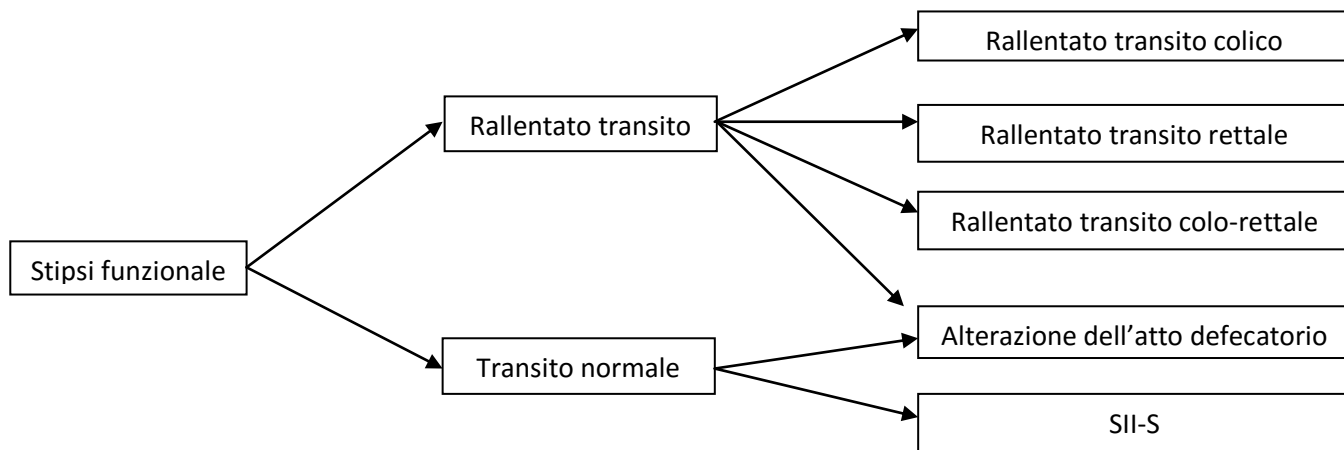 Rallentato transito colico
Rallentato transito
Rallentato transito rettale
Rallentato transito colo-rettale
Stipsi funzionale
Alterazione dell’atto defecatorio
Transito normale
SII-S